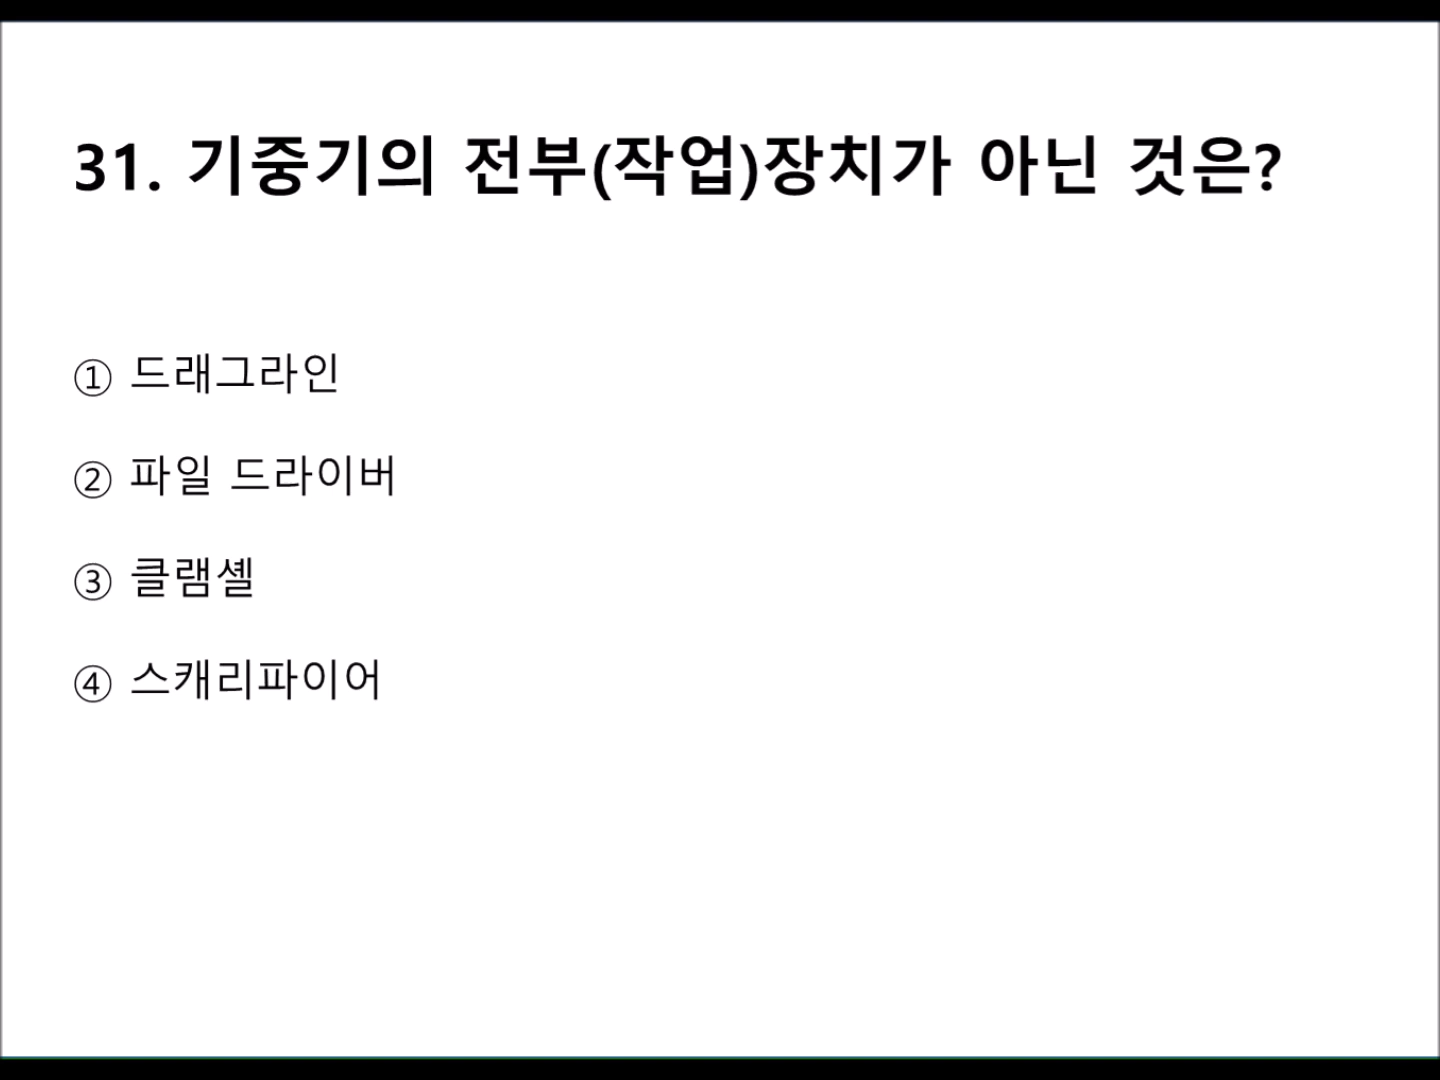 31. 기중기의 전부(작업)장치가 아닌 것은?
① 드래그라인
② 파일 드라이버
③ 클램셸
④ 스캐리파이어